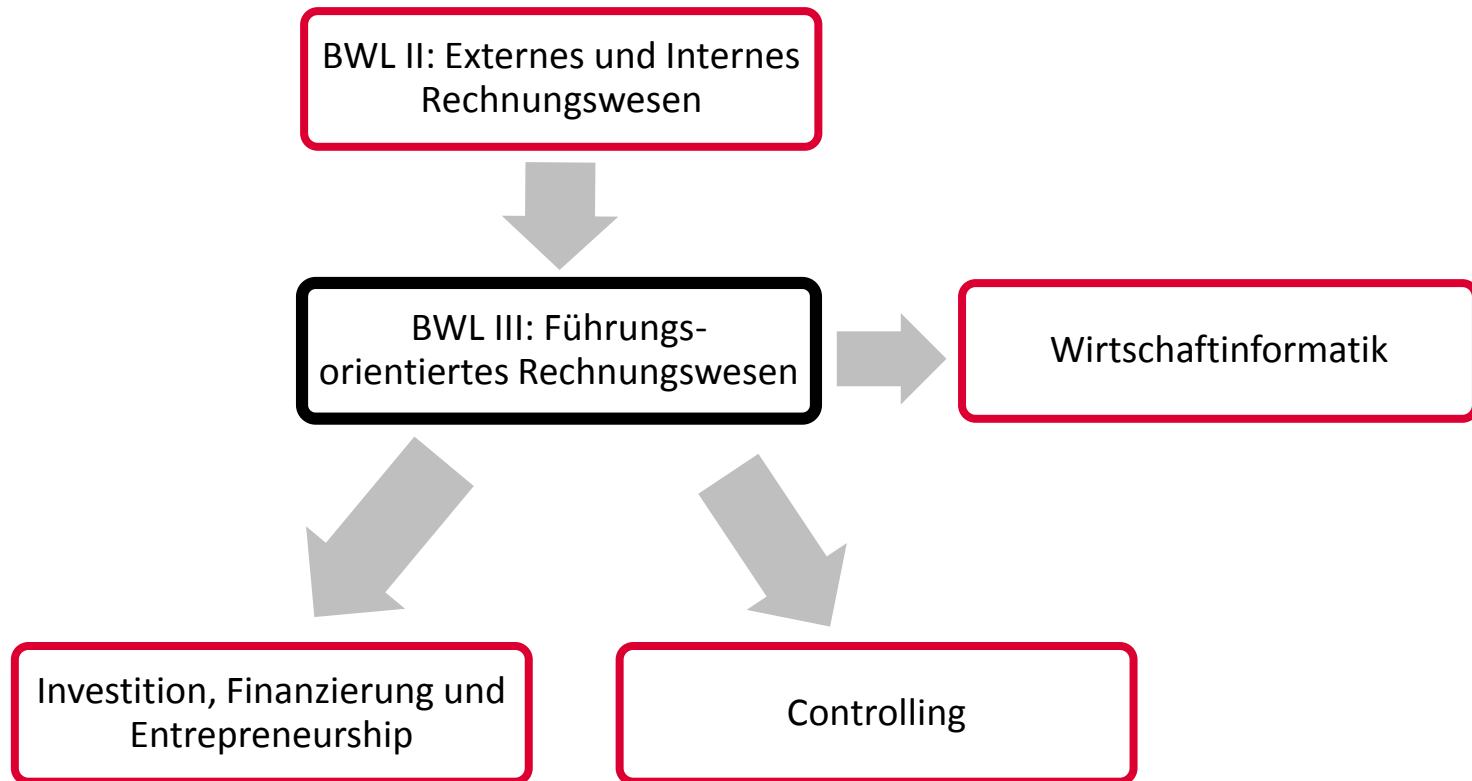 BWL II: Externes und Internes
Rechnungswesen
BWL III: Führungs-
orientiertes Rechnungswesen
Wirtschaftinformatik
Investition, Finanzierung und
Entrepreneurship
Controlling